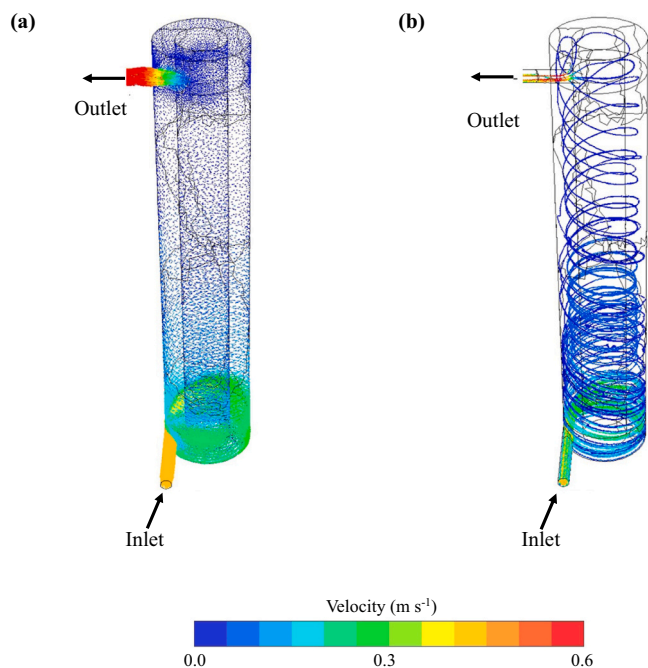 (a)
(b)
Outlet
Outlet
Inlet
Inlet
Velocity (m s⁻¹)
0.0 0.3 0.6